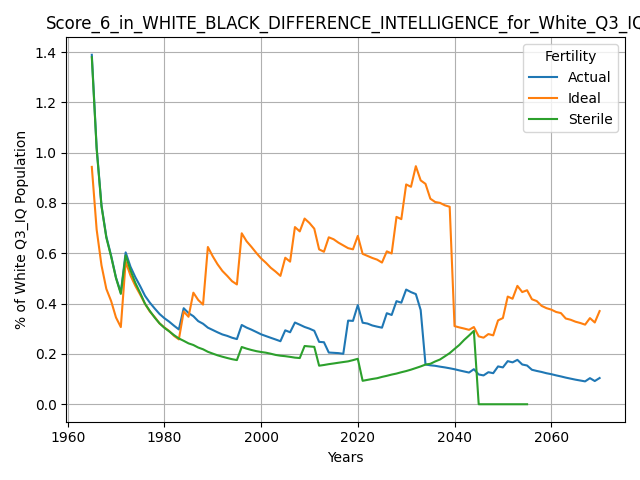 Score_6_in_WHITE_BLACK_DIFFERENCE_INTELLIGENCE_for_White_Q3_IQ
Fertility
Actual
Ideal
Sterile
% of White Q3_IQ Population
1.4
1.2
1.0
0.8
0.6
0.4
0.2
0.0
1960 1980 2000 2020 2040 2060
Years